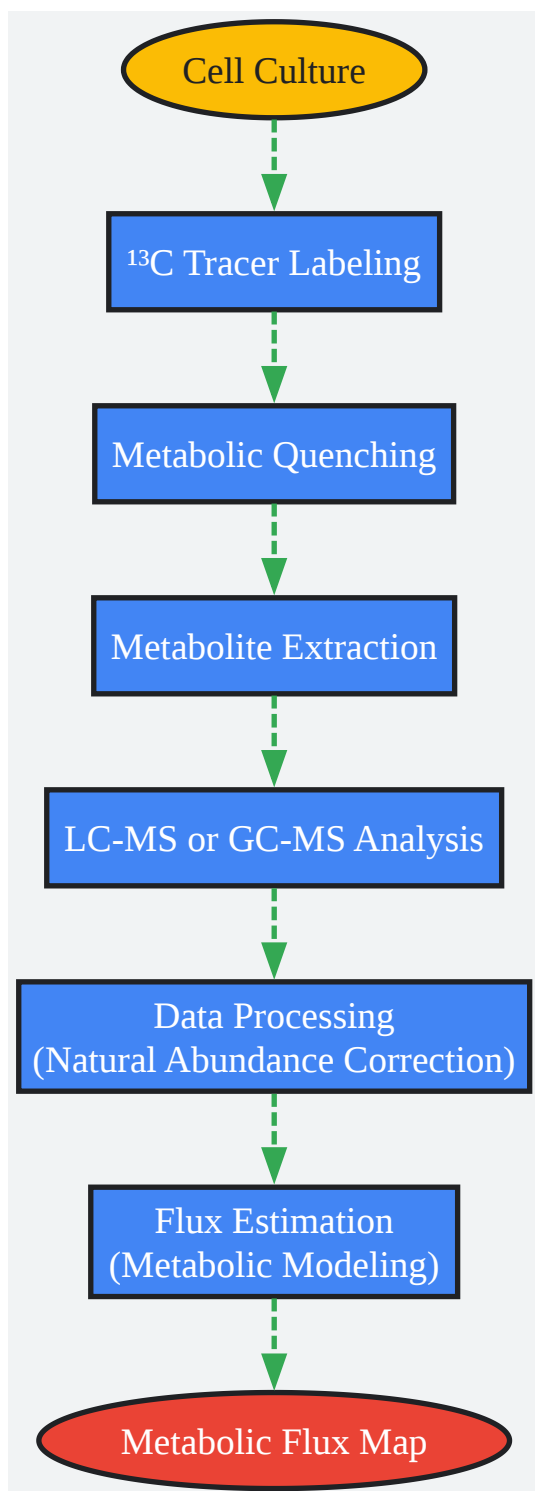 Cell Culture
¹³C Tracer Labeling
Metabolic Quenching
Metabolite Extraction
LC-MS or GC-MS Analysis
Data Processing
(Natural Abundance Correction)
Flux Estimation
(Metabolic Modeling)
Metabolic Flux Map